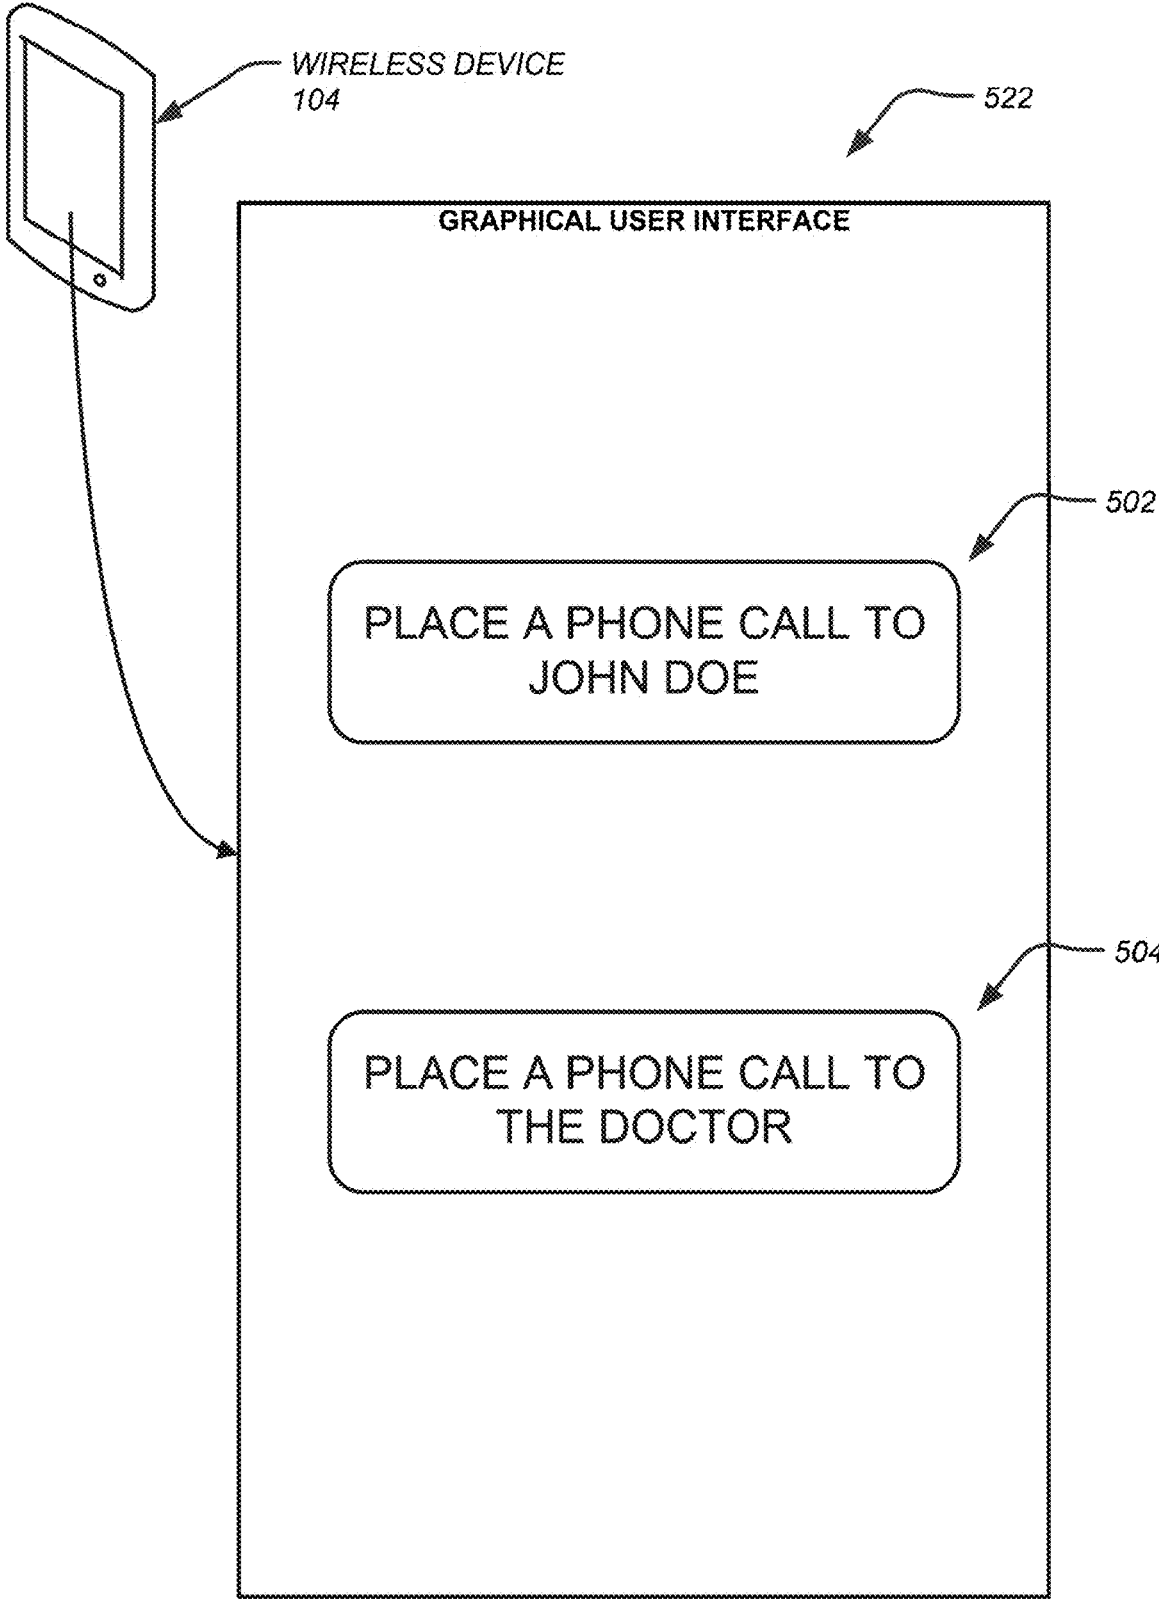 WIRELESS DEVICE
104
522
GRAPHICAL USER INTERFACE
502
PLACE A PHONE CALL TO
JOHN DOE
504
PLACE A PHONE CALL TO
THE DOCTOR